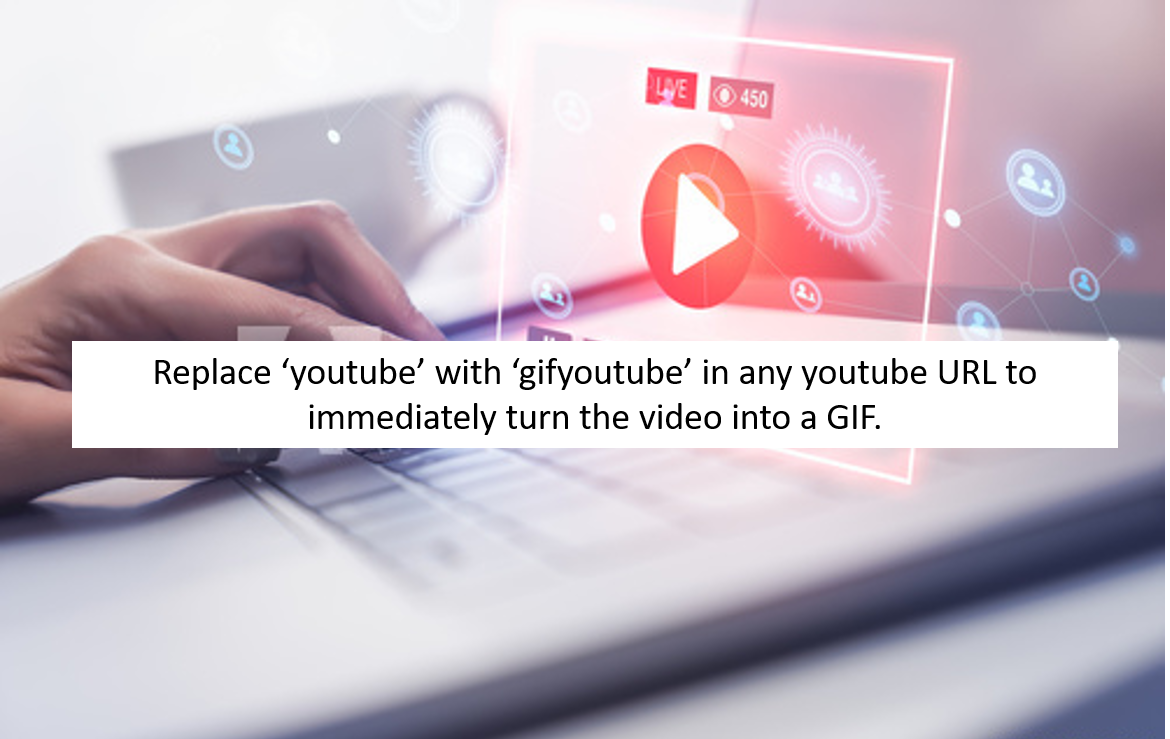 LIVE
450
Replace ‘youtube’ with ‘gifyoutube’ in any youtube URL to
immediately turn the video into a GIF.